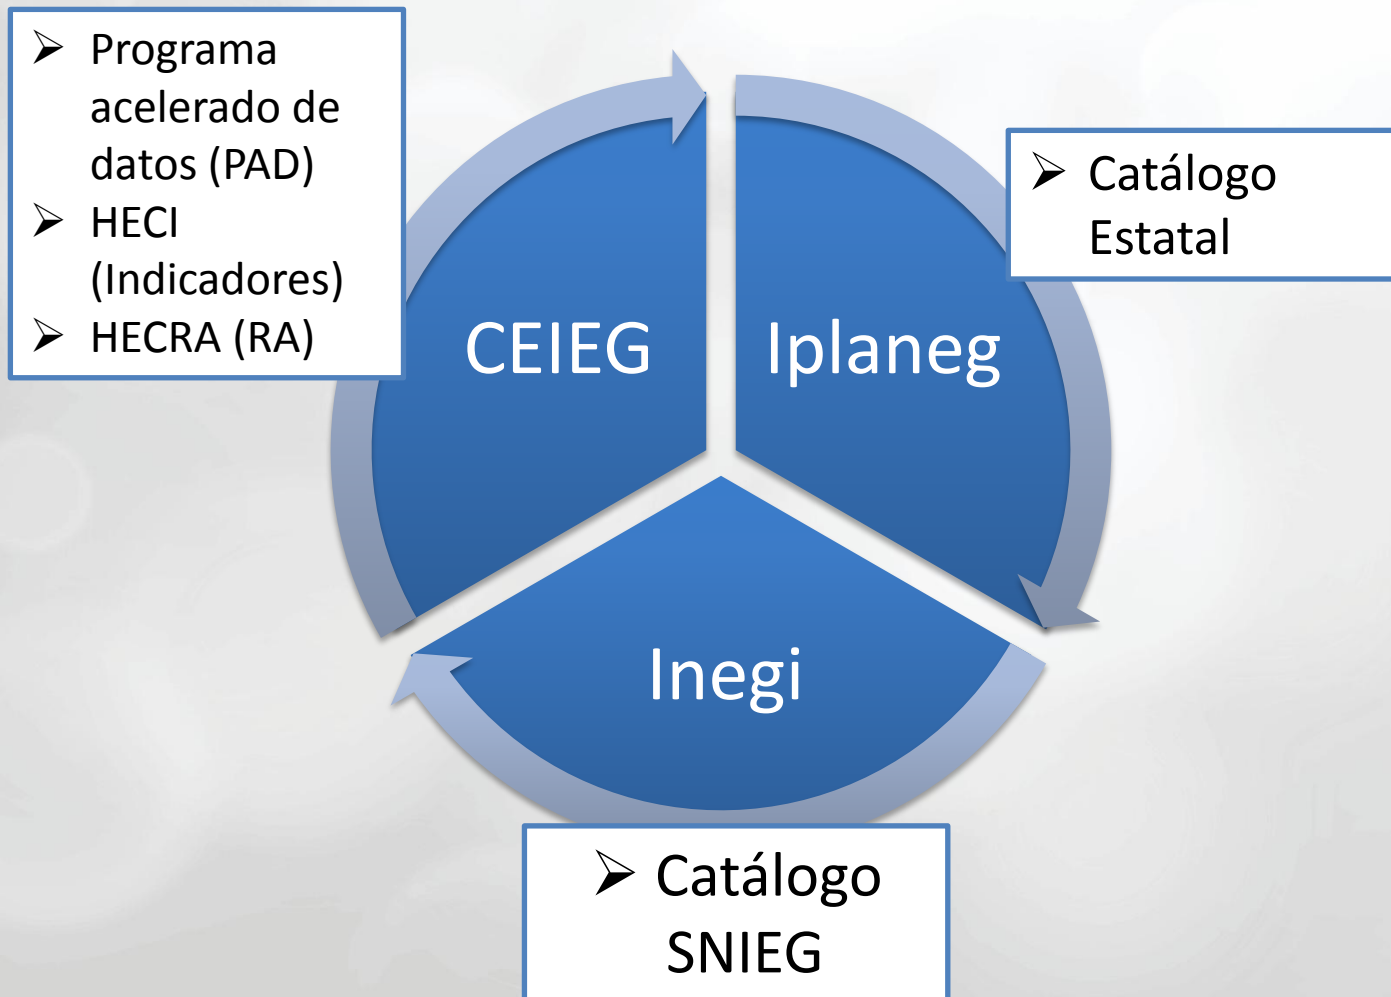 ➢ Programa
acelerado de
datos (PAD)
➢ HECI
(Indicadores)
➢ HECRA (RA)
➢ Catálogo
Estatal
CEIEG
Iplaneg
Inegi
➢ Catálogo
SNIEG